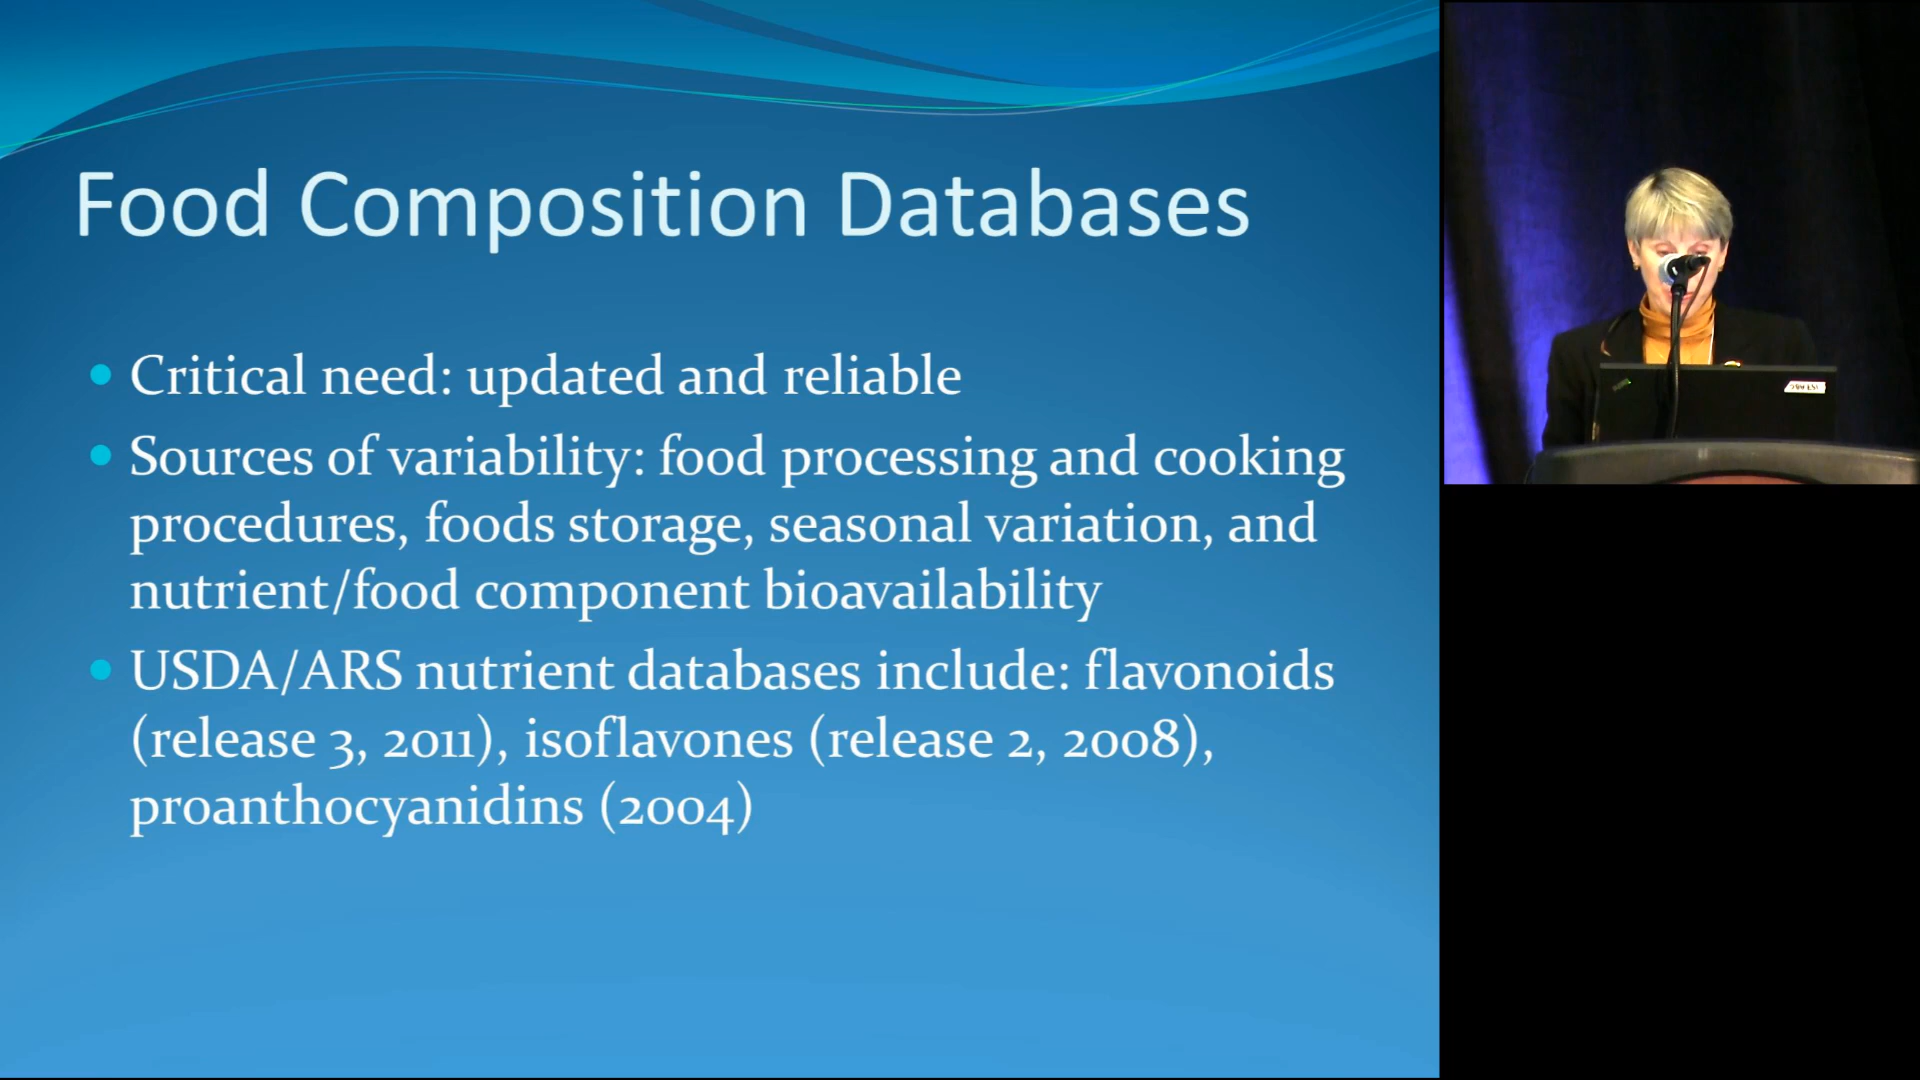 Food Composition Databases
• Critical need: updated and reliable
• Sources of variability: food processing and cooking
procedures, foods storage, seasonal variation, and
nutrient/food component bioavailability
• USDA/ARS nutrient databases include: flavonoids
(release 3, 2011), isoflavones (release 2, 2008),
proanthocyanidins (2004)